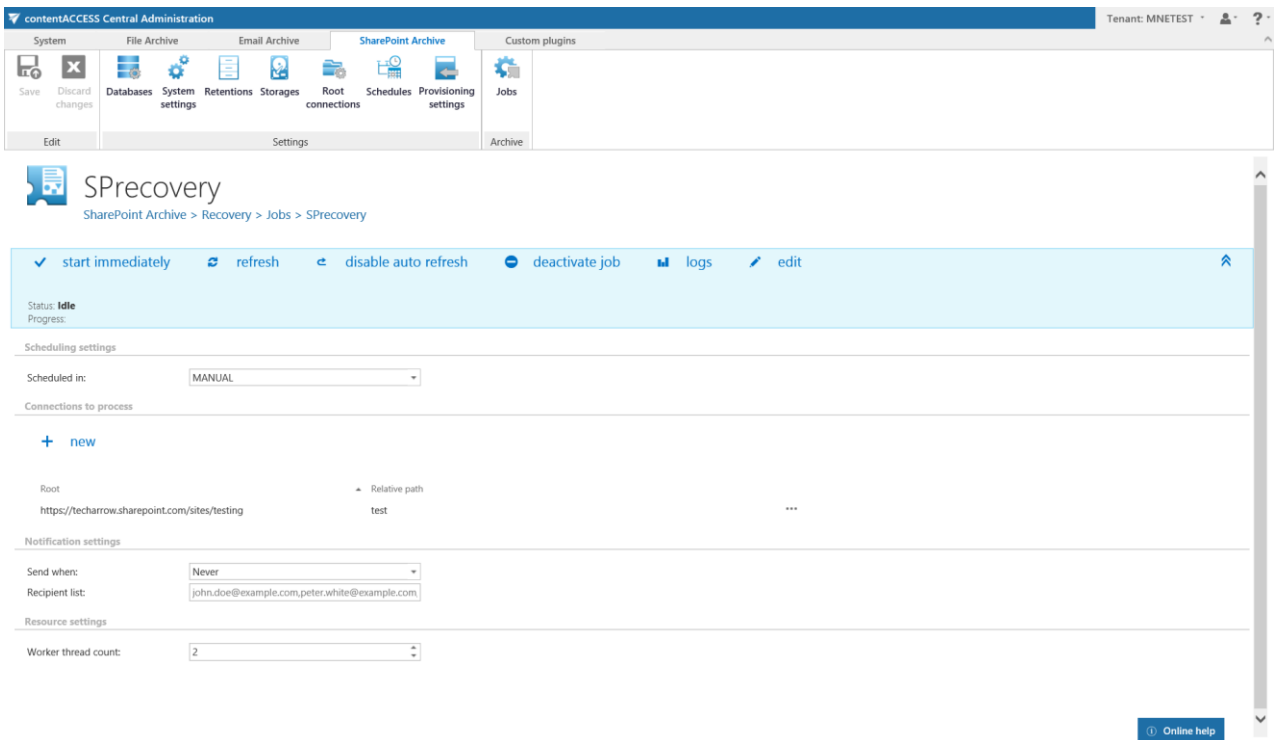 contentACCESS Central Administration
Tenant: MNETEST
?
System File Archive Email Archive SharePoint Archive Custom plugins
Save Discard changes Databases System settings Retentions Storages Root connections Schedules Provisioning settings Jobs
Edit Settings Archive
SPrecovery
SharePoint Archive > Recovery > Jobs > SPrecovery
start immediately refresh disable auto refresh deactivate job logs edit
Status: Idle
Progress:
Scheduling settings
Scheduled in: MANUAL
Connections to process
+ new
Root Relative path
https://techarrow.sharepoint.com/sites/testing test ...
Notification settings
Send when: Never
Recipient list: john.doe@example.com,peter.white@example.com,
Resource settings
Worker thread count: 2
Online help